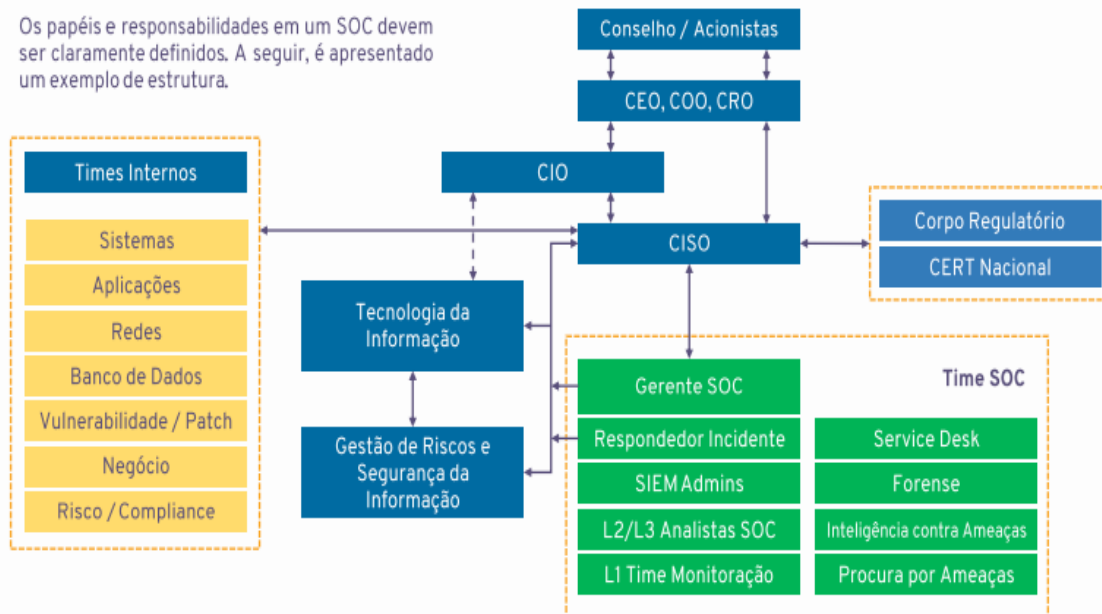 Os papéis e responsabilidades em um SOC devem
ser claramente definidos. A seguir, é apresentado
um exemplo de estrutura.
Conselho / Acionistas
CEO, COO, CRO
CIO
CISO
Times Internos
Sistemas
Aplicações
Redes
Banco de Dados
Vulnerabilidade / Patch
Negócio
Risco / Compliance
Tecnologia da
Informação
Gestão de Riscos e
Segurança da
Informação
Corpo Regulatório
CERT Nacional
Time SOC
Gerente SOC
Respondedor Incidente
SIEM Admins
L2/L3 Analistas SOC
L1 Time Monitoração
Service Desk
Forense
Inteligência contra Ameaças
Procura por Ameaças